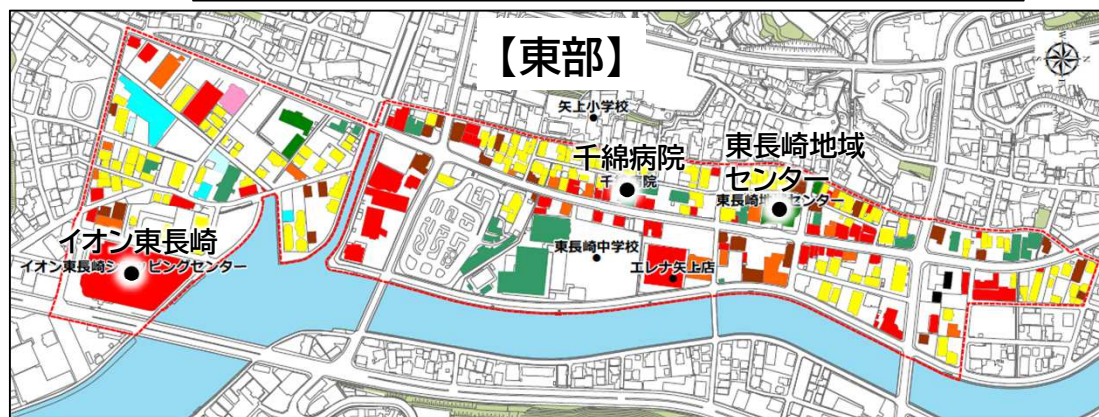 【東部】
矢上小学校
千綿病院
東長崎地域
センター
東長崎中学校
エレナ矢上店
イオン東長崎
N